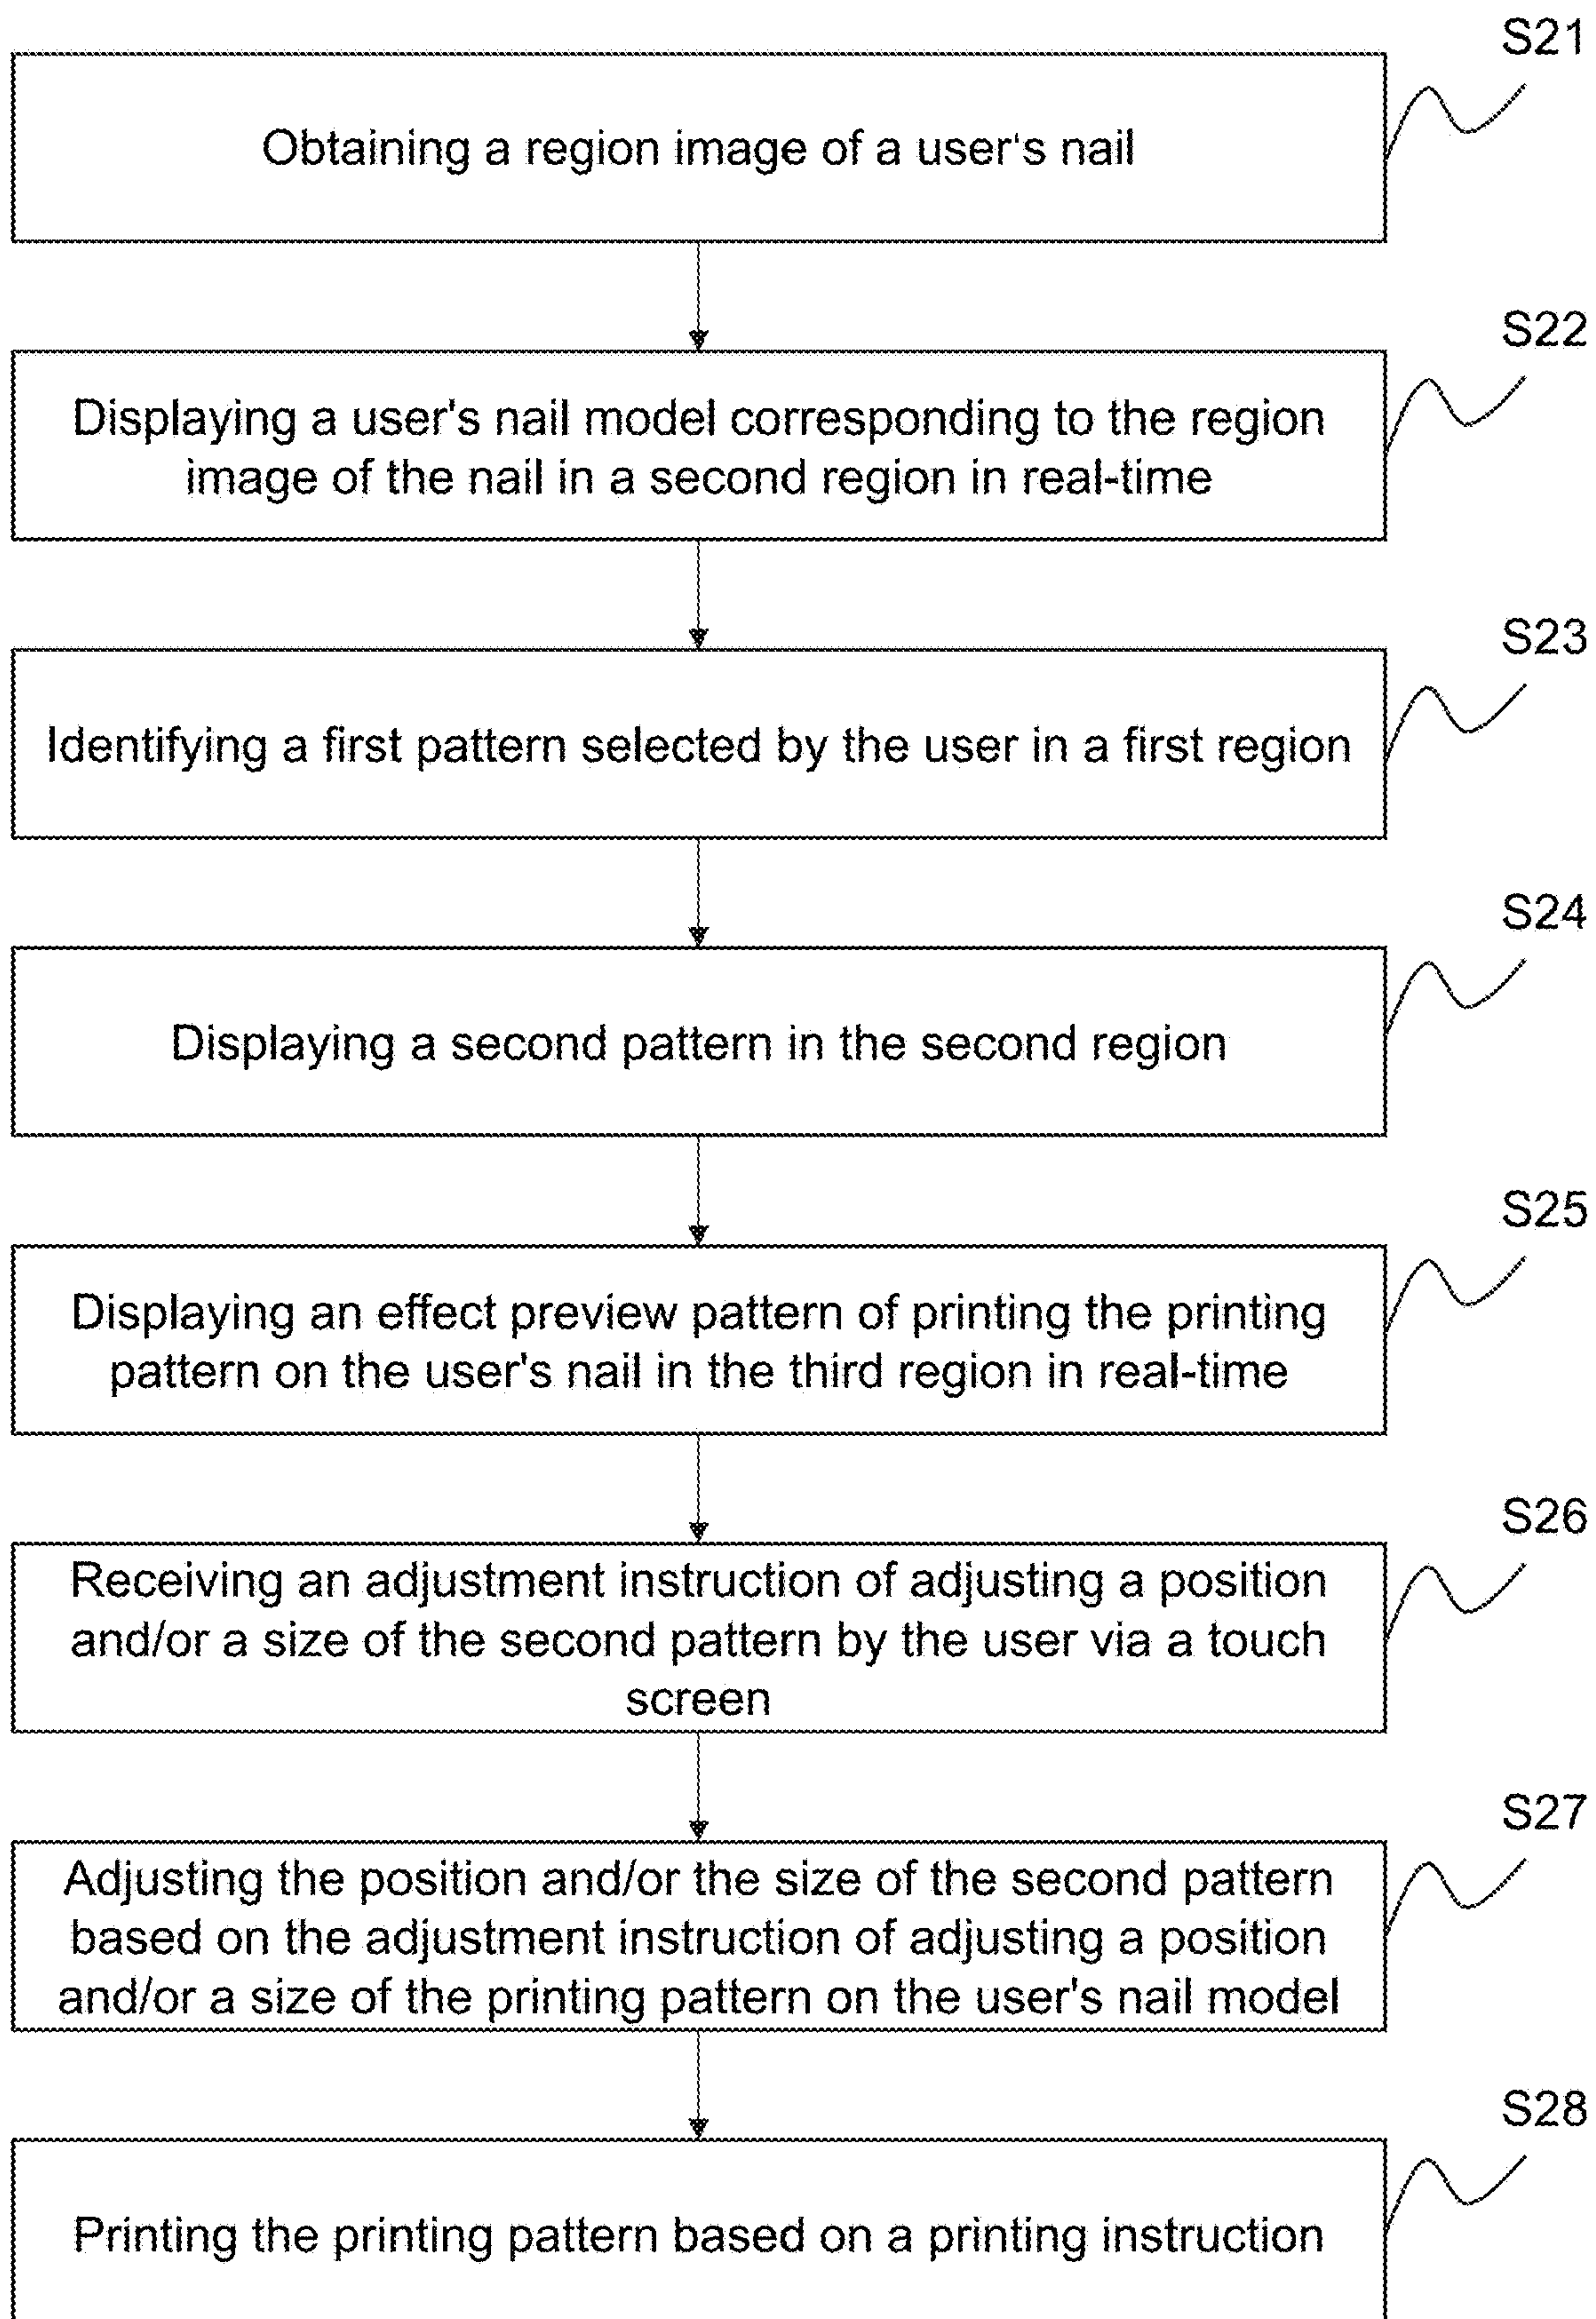 S21
Obtaining a region image of a user‘s nail
S22
Displaying a user's nail model corresponding to the region
image of the nail in a second region in real-time
S23
Identifying a first pattern selected by the user in a first region
S24
Displaying a second pattern in the second region
S25
Displaying an effect preview pattern of printing the printing
pattern on the user's nail in the third region in real-time
S26
Receiving an adjustment instruction of adjusting a position
and/or a size of the second pattern by the user via a touch
screen
S27
Adjusting the position and/or the size of the second pattern
based on the adjustment instruction of adjusting a position
and/or a size of the printing pattern on the user's nail model
S28
Printing the printing pattern based on a printing instruction